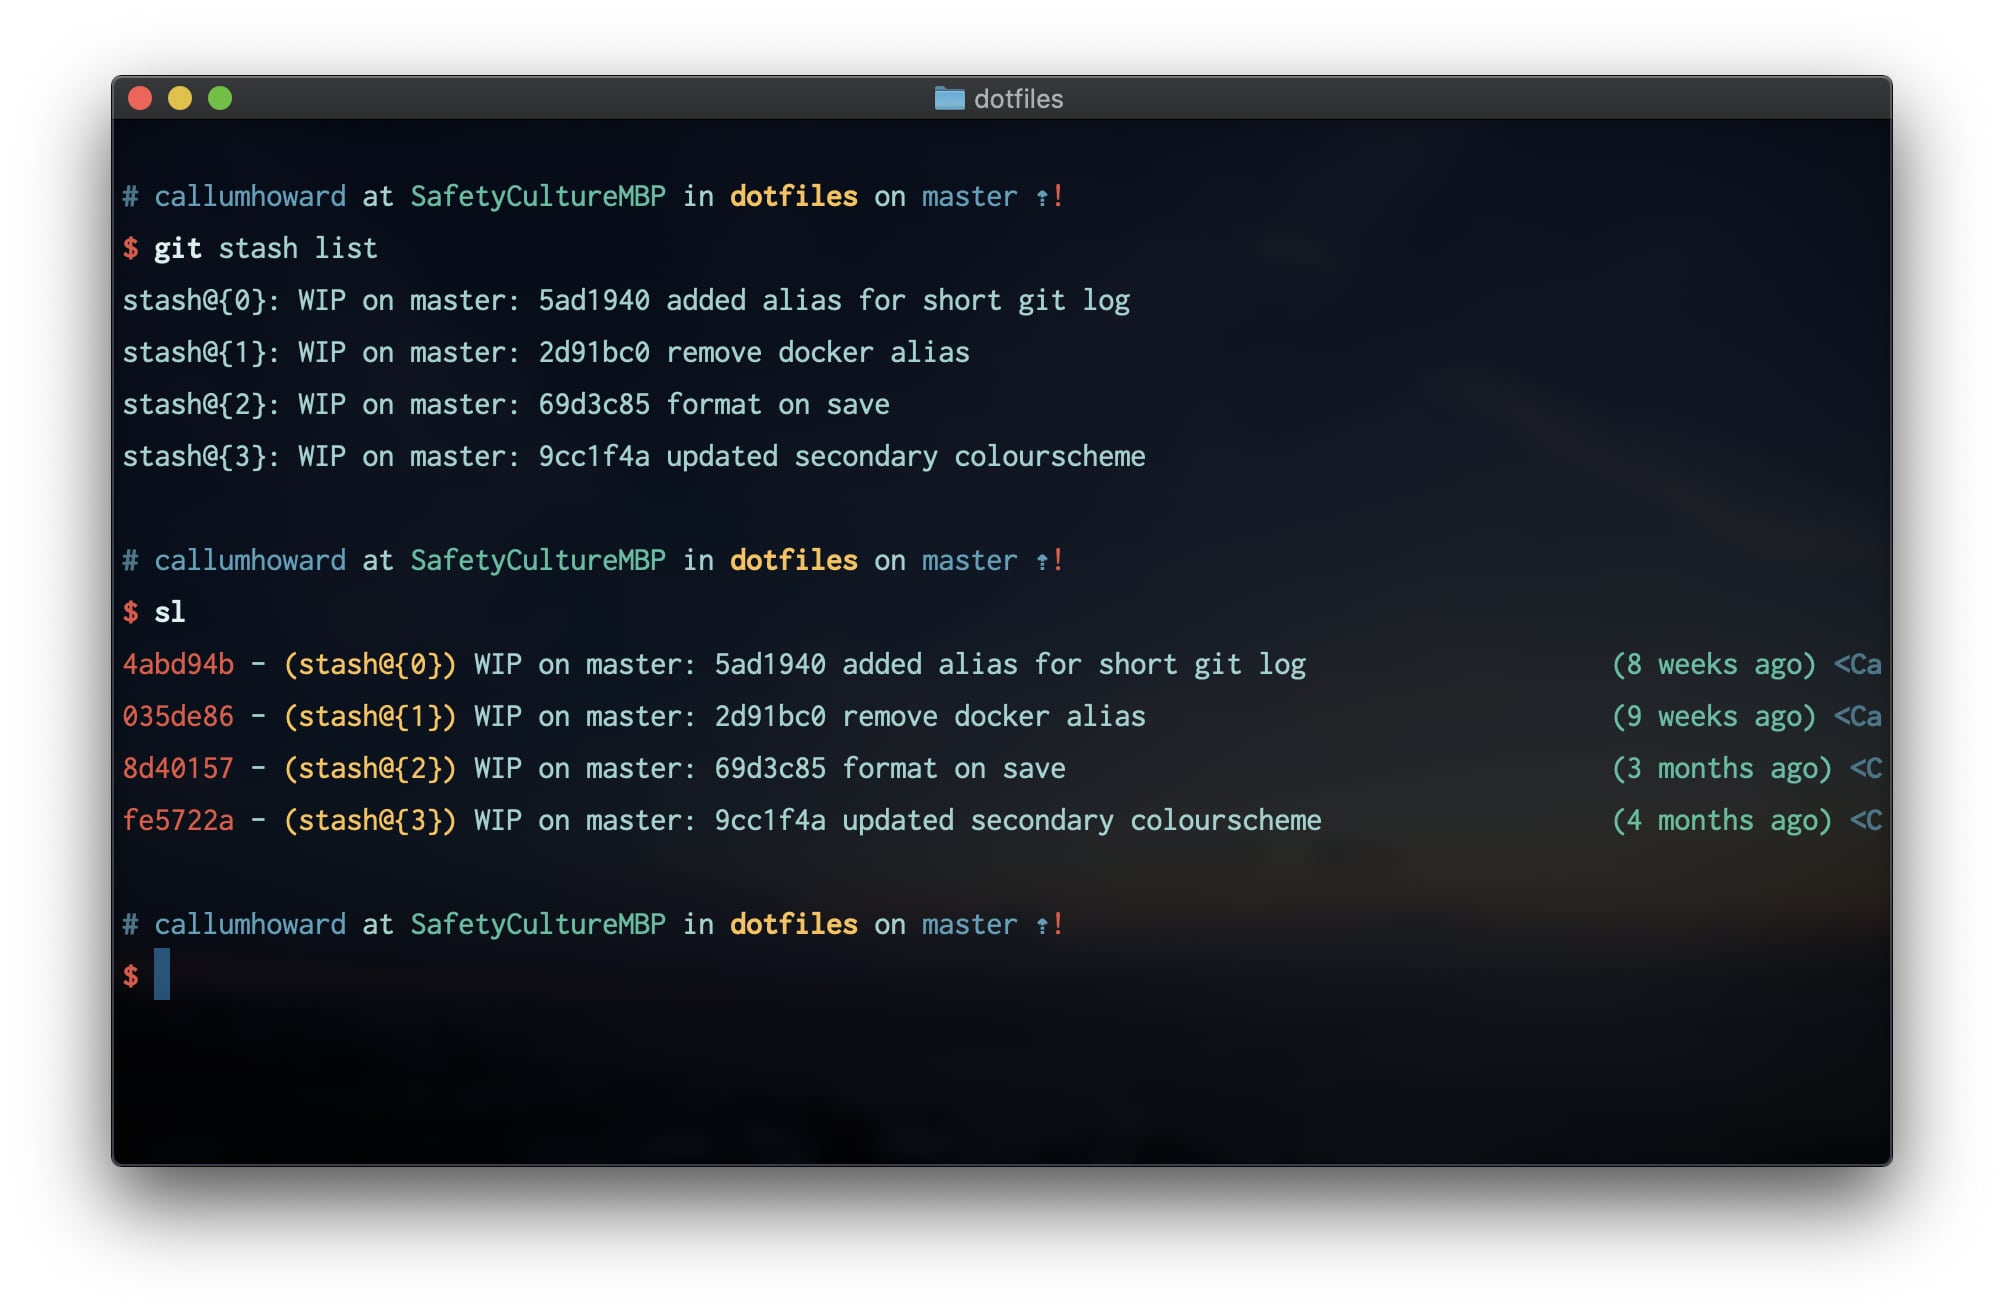 dotfiles
# callumhoward at SafetyCultureMBP in dotfiles on master ⇡!
$ git stash list
stash@{0}: WIP on master: 5ad1940 added alias for short git log
stash@{1}: WIP on master: 2d91bc0 remove docker alias
stash@{2}: WIP on master: 69d3c85 format on save
stash@{3}: WIP on master: 9cc1f4a updated secondary colourscheme
# callumhoward at SafetyCultureMBP in dotfiles on master ⇡!
$ sl
4abd94b - (stash@{0}) WIP on master: 5ad1940 added alias for short git log (8 weeks ago) <Ca
035de86 - (stash@{1}) WIP on master: 2d91bc0 remove docker alias (9 weeks ago) <Ca
8d40157 - (stash@{2}) WIP on master: 69d3c85 format on save (3 months ago) <C
fe5722a - (stash@{3}) WIP on master: 9cc1f4a updated secondary colourscheme (4 months ago) <C
# callumhoward at SafetyCultureMBP in dotfiles on master ⇡!
$